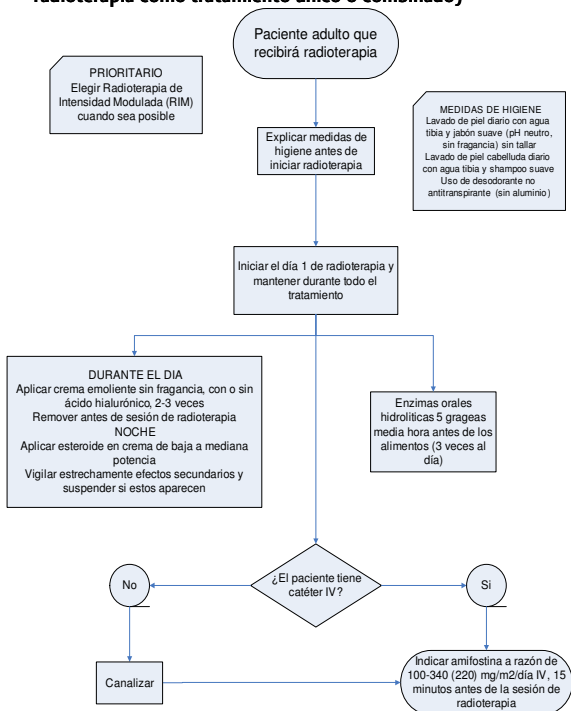 radioterapia como tratamiento único o combinado)
Paciente adulto que
recibirá radioterapia
PRIORITARIO
Elegir Radioterapia de
Intensidad Modulada (RIM)
cuando sea posible
MEDIDAS DE HIGIENE
Lavado de piel diario con agua
tibia y jabón suave (pH neutro,
sin fragancia) sin tallar
Lavado de piel cabelluda diario
con agua tibia y shampoo suave
Uso de desodorante no
antitranspirante (sin aluminio)
Explicar medidas de
higiene antes de
iniciar radioterapia
Iniciar el día 1 de radioterapia y
mantener durante todo el
tratamiento
DURANTE EL DIA
Aplicar crema emoliente sin fragancia, con o sin
ácido hialurónico, 2-3 veces
Remover antes de sesión de radioterapia
NOCHE
Aplicar esteroide en crema de baja a mediana
potencia
Vigilar estrechamente efectos secundarios y
suspender si estos aparecen
Enzimas orales
hidrolíticas 5 grageas
media hora antes de los
alimentos (3 veces al
día)
¿El paciente tiene
catéter IV?
No
Si
Canalizar
Indicar amifostina a razón de
100-340 (220) mg/m2/día IV, 15
minutos antes de la sesión de
radioterapia